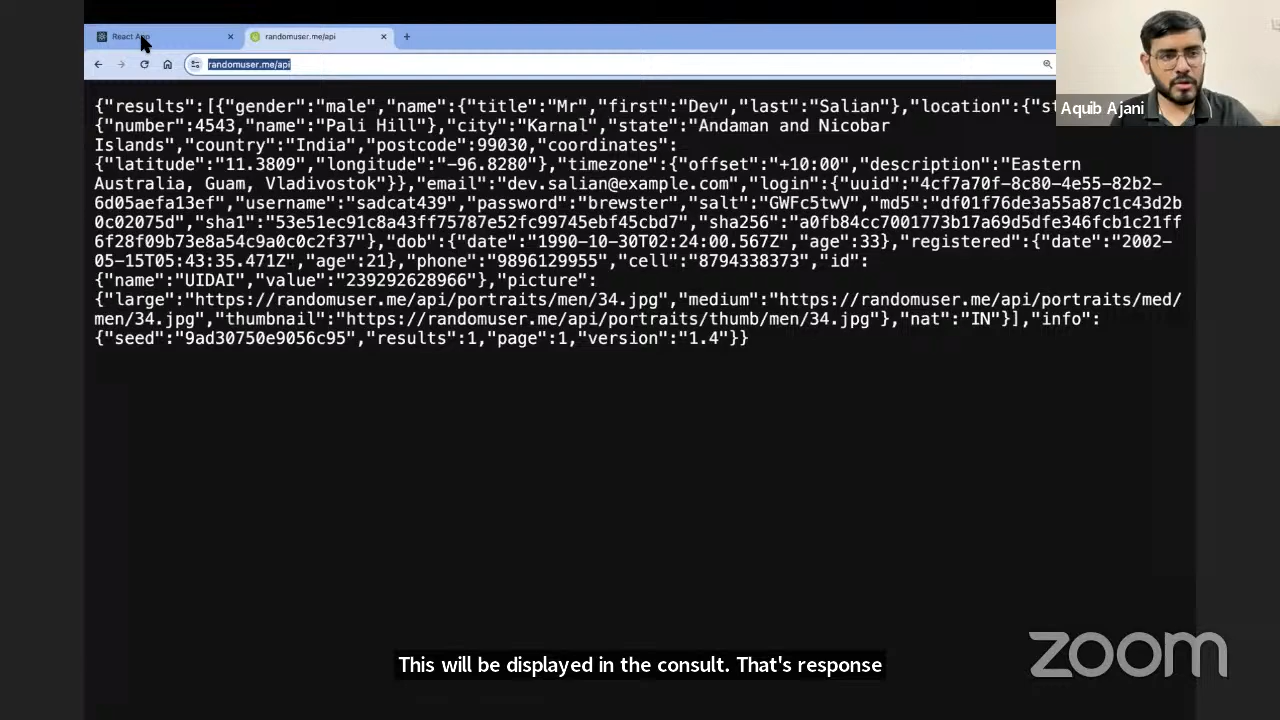 React App
randomuser.me/api
randomuser.me/api
Aquib Ajani
{"results":[{"gender":"male","name":{"title":"Mr","first":"Dev","last":"Salian"},"location":{"st
{"number":4543,"name":"Pali Hill"},"city":"Karnal","state":"Andaman and Nicobar
Islands","country":"India","postcode":99030,"coordinates":
{"latitude":"11.3809","longitude":"-96.8280"},"timezone":{"offset":"+10:00","description":"Eastern
Australia, Guam, Vladivostok"}},"email":"dev.salian@example.com","login":{"uuid":"4cf7a70f-8c80-4e55-82b2-
6d05aefa13ef","username":"sadcat439","password":"brewster","salt":"GWFc5twV","md5":"df01f76de3a55a87c1c43d2b
0c02075d","sha1":"53e51ec91c8a43ff75787e52fc99745ebf45cbd7","sha256":"a0fb84cc7001773b17a69d5dfe346fcb1c21ff
6f28f09b73e8a54c9a0c0c2f37"},"dob":{"date":"1990-10-30T02:24:00.567Z","age":33},"registered":{"date":"2002-
05-15T05:43:35.471Z","age":21},"phone":"9896129955","cell":"8794338373","id":
{"name":"UIDAI","value":"239292628966"},"picture":
{"large":"https://randomuser.me/api/portraits/men/34.jpg","medium":"https://randomuser.me/api/portraits/med/
men/34.jpg","thumbnail":"https://randomuser.me/api/portraits/thumb/men/34.jpg"},"nat":"IN"}],"info":
{"seed":"9ad30750e9056c95","results":1,"page":1,"version":"1.4"}}
zoom
This will be displayed in the consult. That's response